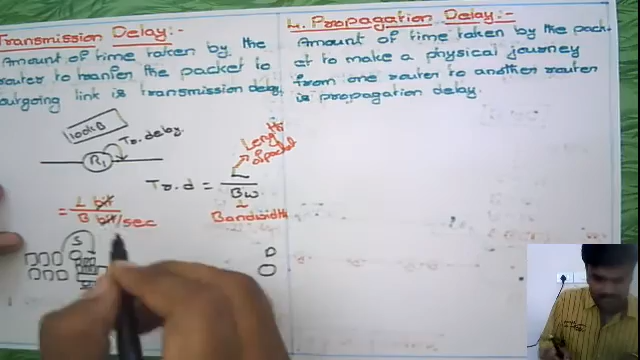 Transmission Delay:-
Amount of time taken by the
router to tranfer the packet to
outgoing link is transmission delay
100KB
Tr. delay.
R1
Tr.d = L / Bw
Length of packet
Bandwidth
= L bit / B bit/sec
S
4. Propagation Delay:-
Amount of time taken by the pack-
et to make a physical journey
from one router to another router
is propagation delay.